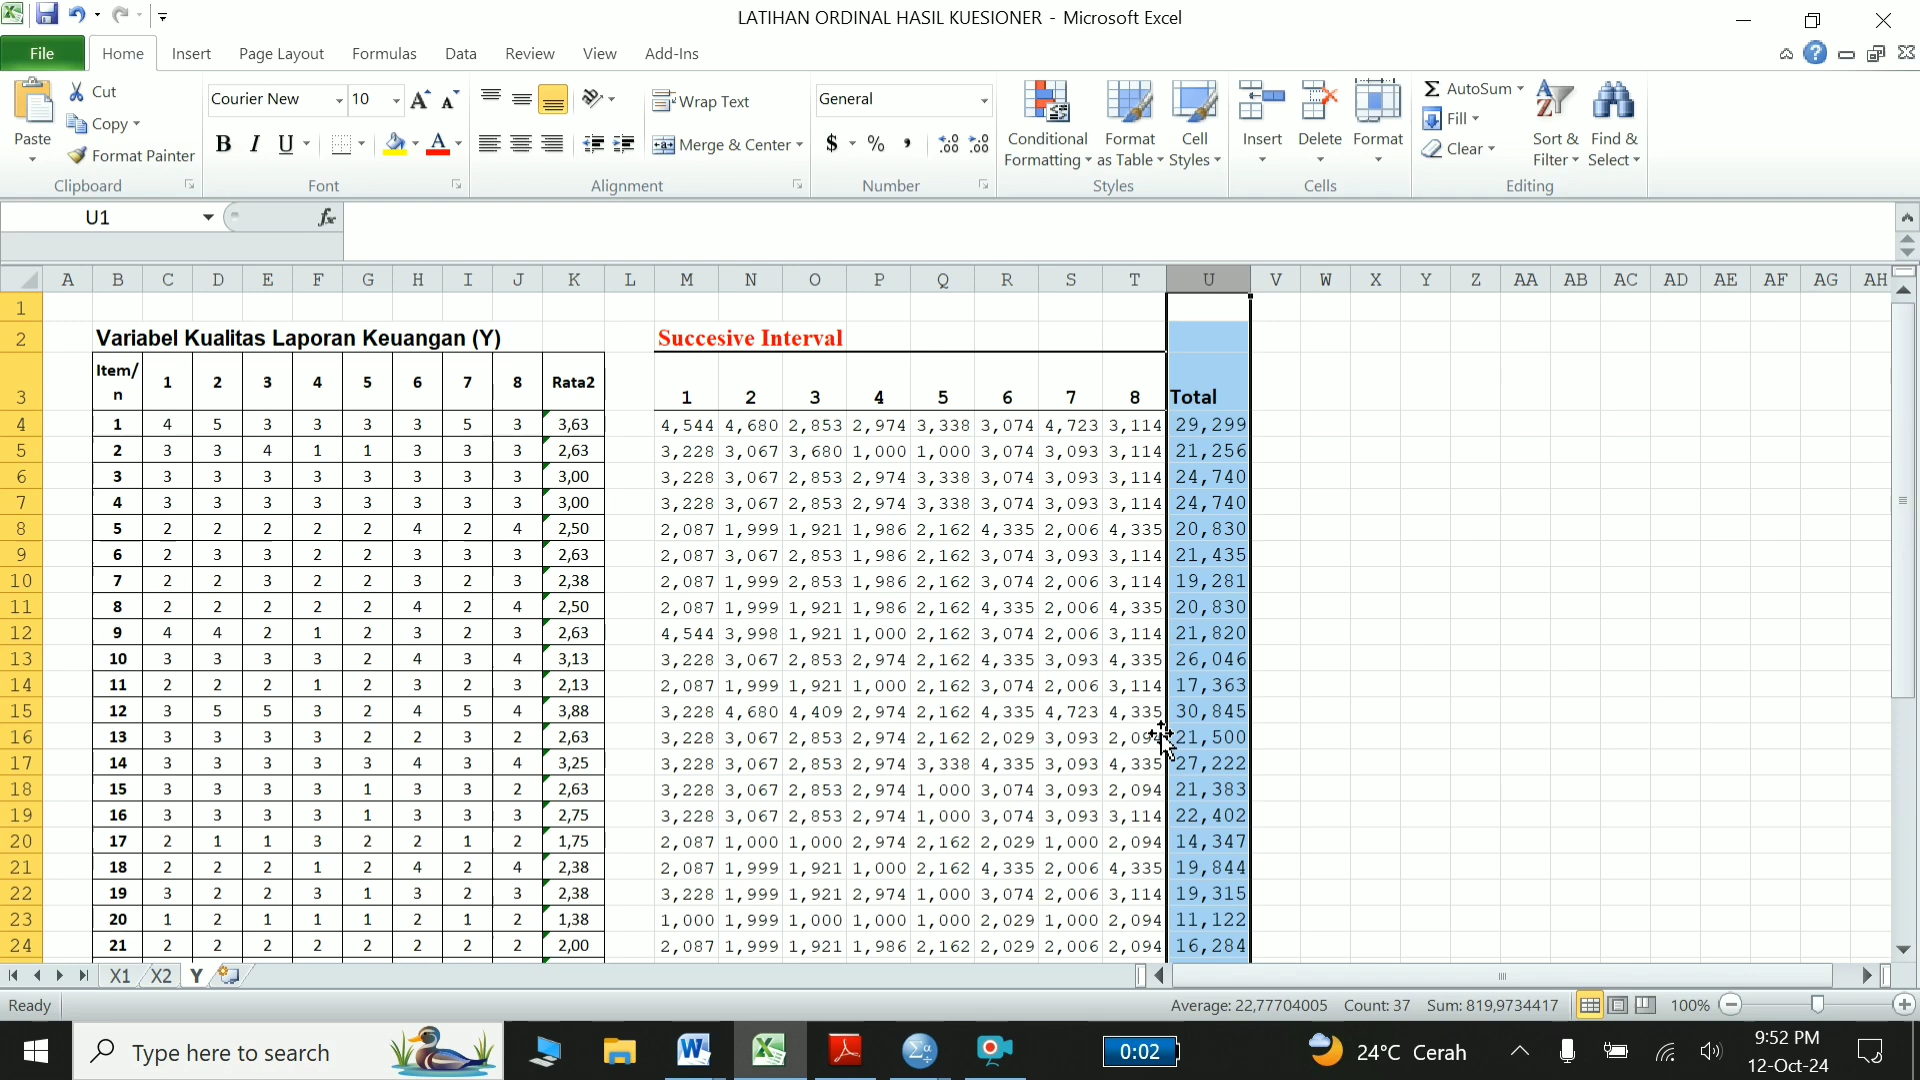 LATIHAN ORDINAL HASIL KUESIONER - Microsoft Excel
File Home Insert Page Layout Formulas Data Review View Add-Ins
Paste Cut Copy Format Painter Clipboard
Courier New 10 B I U Font
Wrap Text Merge & Center Alignment
General $ % , Number
Conditional Formatting Format as Table Cell Styles Styles
Insert Delete Format Cells
AutoSum Fill Clear Sort & Filter Find & Select Editing
U1 fx
A B C D E F G H I J K L M N O P Q R S T U V W X Y Z AA AB AC AD AE AF AG AH
1
2 Variabel Kualitas Laporan Keuangan (Y) Succesive Interval
3 Item/n 1 2 3 4 5 6 7 8 Rata2 1 2 3 4 5 6 7 8 Total
4 1 4 5 3 3 3 3 5 3 3,63 4,544 4,680 2,853 2,974 3,338 3,074 4,723 3,114 29,299
5 2 3 3 4 1 1 3 3 3 2,63 3,228 3,067 3,680 1,000 1,000 3,074 3,093 3,114 21,256
6 3 3 3 3 3 3 3 3 3 3,00 3,228 3,067 2,853 2,974 3,338 3,074 3,093 3,114 24,740
7 4 3 3 3 3 3 3 3 3 3,00 3,228 3,067 2,853 2,974 3,338 3,074 3,093 3,114 24,740
8 5 2 2 2 2 2 4 2 4 2,50 2,087 1,999 1,921 1,986 2,162 4,335 2,006 4,335 20,830
9 6 2 3 3 2 2 3 3 3 2,63 2,087 3,067 2,853 1,986 2,162 3,074 3,093 3,114 21,435
10 7 2 2 3 2 2 3 2 3 2,38 2,087 1,999 2,853 1,986 2,162 3,074 2,006 3,114 19,281
11 8 2 2 2 2 2 4 2 4 2,50 2,087 1,999 1,921 1,986 2,162 4,335 2,006 4,335 20,830
12 9 4 4 2 1 2 3 2 3 2,63 4,544 3,998 1,921 1,000 2,162 3,074 2,006 3,114 21,820
13 10 3 3 3 3 2 4 3 4 3,13 3,228 3,067 2,853 2,974 2,162 4,335 3,093 4,335 26,046
14 11 2 2 2 1 2 3 2 3 2,13 2,087 1,999 1,921 1,000 2,162 3,074 2,006 3,114 17,363
15 12 3 5 5 3 2 4 5 4 3,88 3,228 4,680 4,409 2,974 2,162 4,335 4,723 4,335 30,845
16 13 3 3 3 3 2 2 3 2 2,63 3,228 3,067 2,853 2,974 2,162 2,029 3,093 2,094 21,500
17 14 3 3 3 3 3 4 3 4 3,25 3,228 3,067 2,853 2,974 3,338 4,335 3,093 4,335 27,222
18 15 3 3 3 3 1 3 3 2 2,63 3,228 3,067 2,853 2,974 1,000 3,074 3,093 2,094 21,383
19 16 3 3 3 3 1 3 3 3 2,75 3,228 3,067 2,853 2,974 1,000 3,074 3,093 3,114 22,402
20 17 2 1 1 3 2 2 1 2 1,75 2,087 1,000 1,000 2,974 2,162 2,029 1,000 2,094 14,347
21 18 2 2 2 1 2 4 2 4 2,38 2,087 1,999 1,921 1,000 2,162 4,335 2,006 4,335 19,844
22 19 3 2 2 3 1 3 2 3 2,38 3,228 1,999 1,921 2,974 1,000 3,074 2,006 3,114 19,315
23 20 1 2 1 1 1 2 1 2 1,38 1,000 1,999 1,000 1,000 1,000 2,029 1,000 2,094 11,122
24 21 2 2 2 2 2 2 2 2 2,00 2,087 1,999 1,921 1,986 2,162 2,029 2,006 2,094 16,284
X1 X2 Y
Ready Average: 22,77704005 Count: 37 Sum: 819,9734417 100%
Type here to search 0:02 24°C Cerah 9:52 PM
12-Oct-24